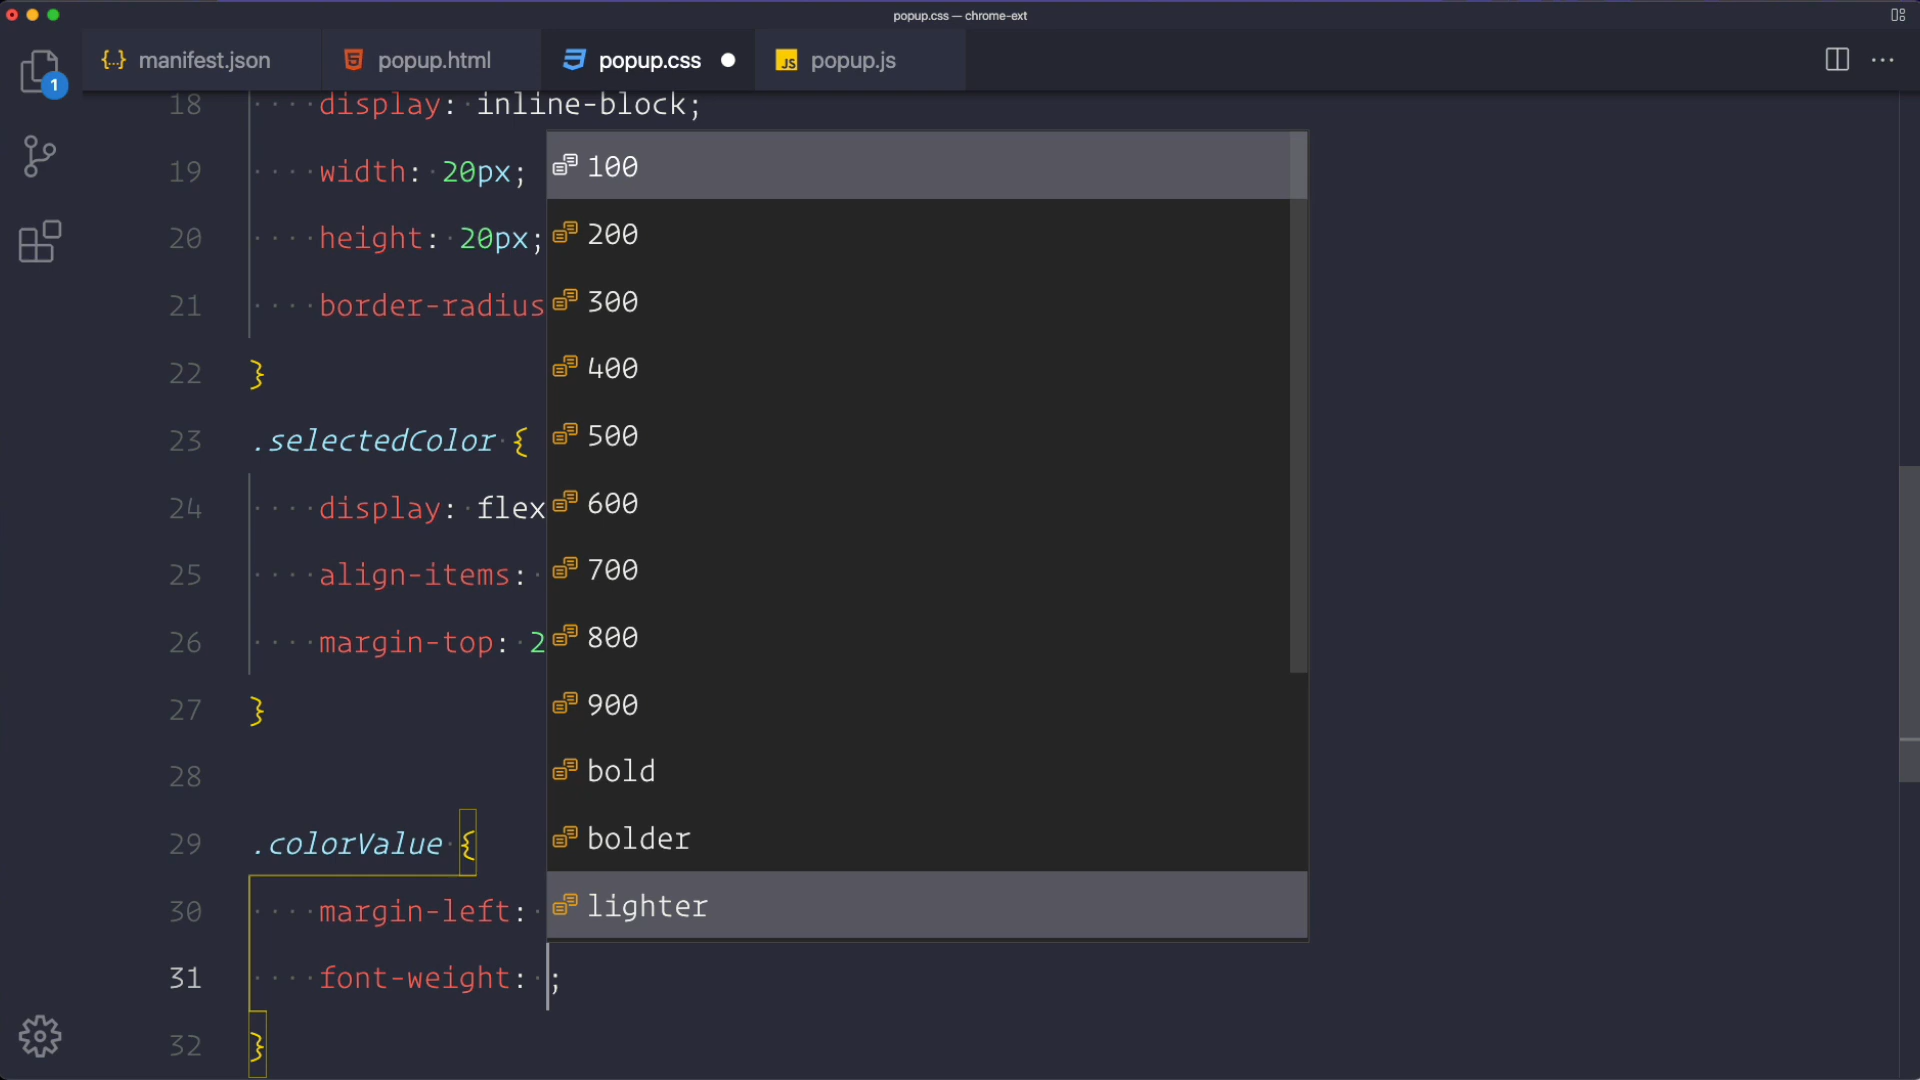 popup.css — chrome-ext
1
{..} manifest.json
5 popup.html
popup.css
JS popup.js
18 display: inline-block;
19 width: 20px;
20 height: 20px;
21 border-radius
22 }
23 .selectedColor {
24 display: flex
25 align-items:
26 margin-top: 2
27 }
28
29 .colorValue {
30 margin-left:
31 font-weight: ;
32 }
100
200
300
400
500
600
700
800
900
bold
bolder
lighter